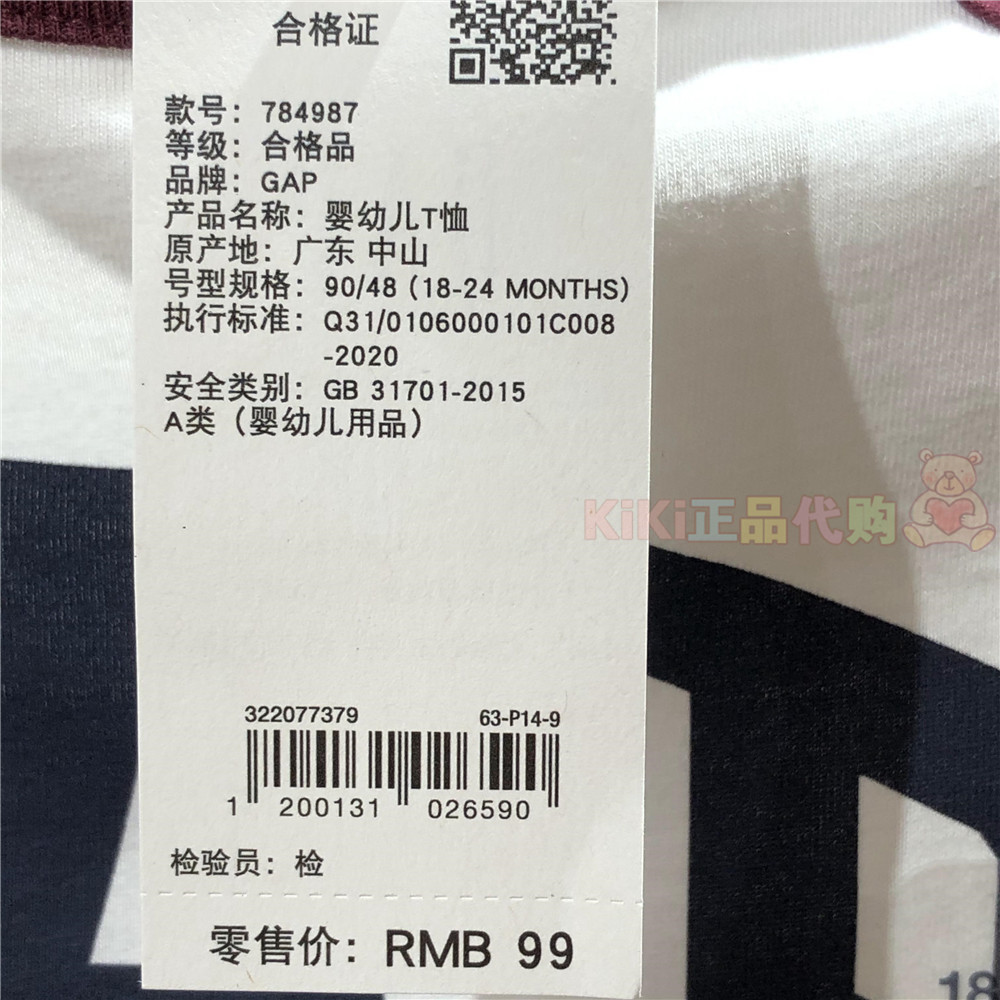 合格证
款号：784987
等级：合格品
品牌：GAP
产品名称：婴幼儿T恤
原产地：广东 中山
号型规格：90/48 (18-24 MONTHS)
执行标准：Q31/0106000101C008
-2020
安全类别：GB 31701-2015
A类（婴幼儿用品）
KiKi正品代购
322077379 63-P14-9
1 200131 026590
检验员：检
零售价：RMB 99
18